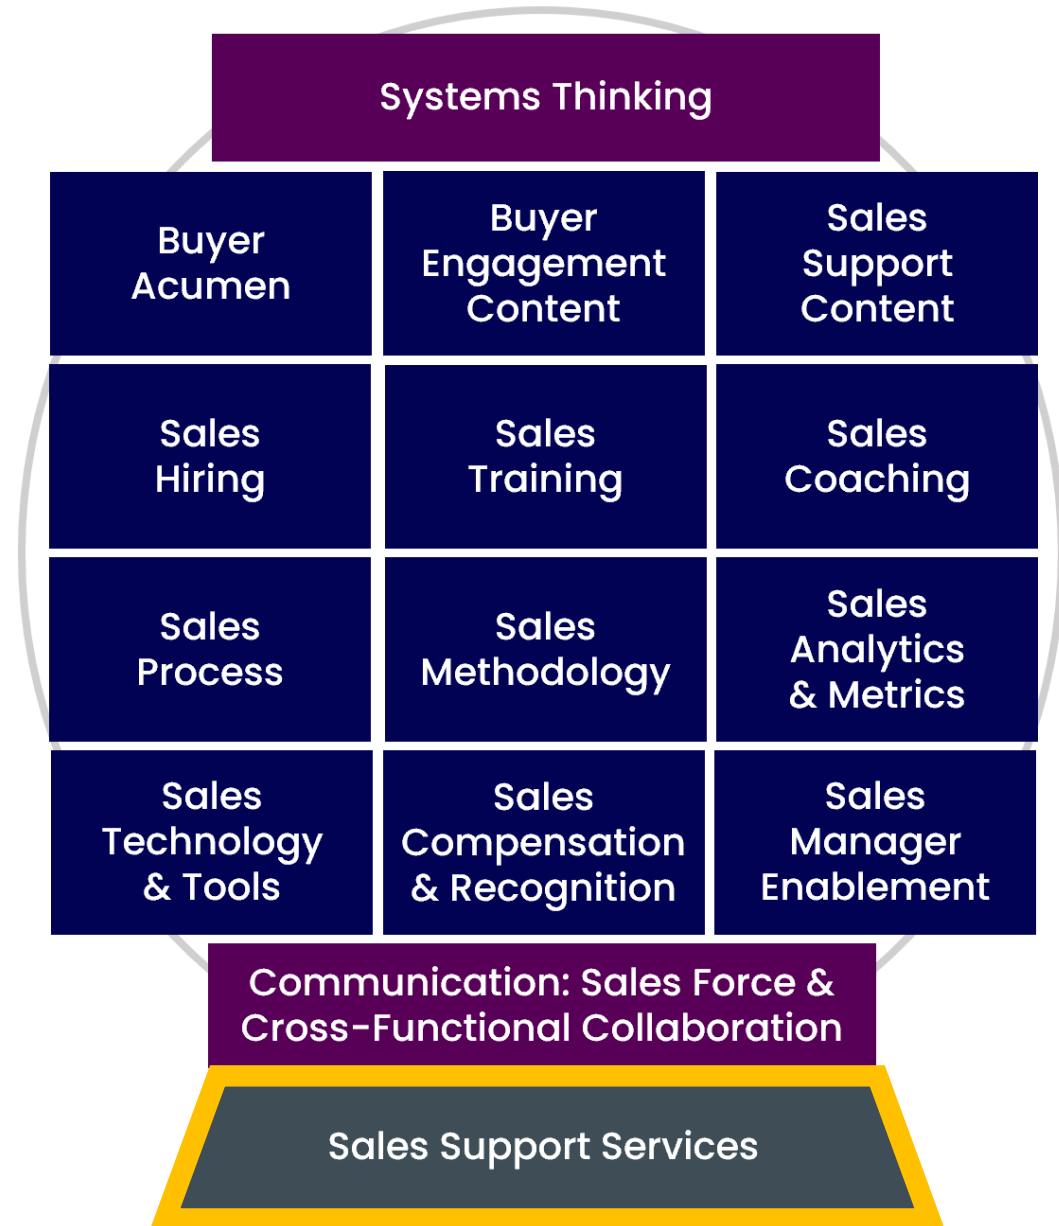 Systems Thinking
Buyer
Acumen
Buyer
Engagement
Content
Sales
Support
Content
Sales
Hiring
Sales
Training
Sales
Coaching
Sales
Process
Sales
Methodology
Sales
Analytics
& Metrics
Sales
Technology
& Tools
Sales
Compensation
& Recognition
Sales
Manager
Enablement
Communication: Sales Force &
Cross-Functional Collaboration
Sales Support Services